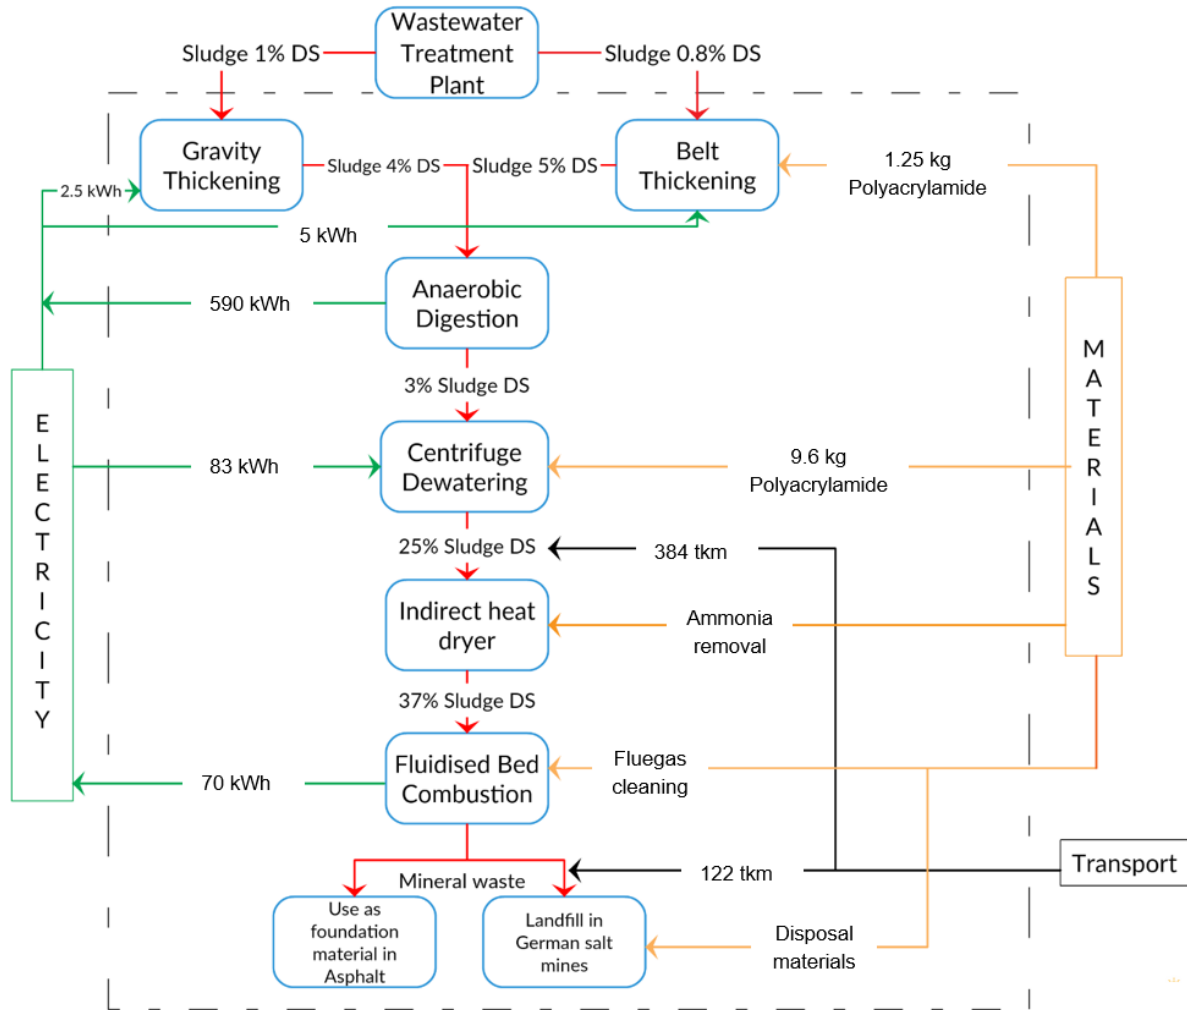 Wastewater
Treatment
Plant
Sludge 1% DS
Sludge 0.8% DS
Gravity
Thickening
Sludge 4% DS
Sludge 5% DS
Belt
Thickening
1.25 kg
Polyacrylamide
2.5 kWh
5 kWh
590 kWh
Anaerobic
Digestion
3% Sludge DS
ELECTRICITY
MATERIALS
83 kWh
Centrifuge
Dewatering
9.6 kg
Polyacrylamide
25% Sludge DS
384 tkm
Indirect heat
dryer
Ammonia
removal
37% Sludge DS
70 kWh
Fluidised Bed
Combustion
Fluegas
cleaning
Mineral waste
122 tkm
Transport
Use as
foundation
material in
Asphalt
Landfill in
German salt
mines
Disposal
materials